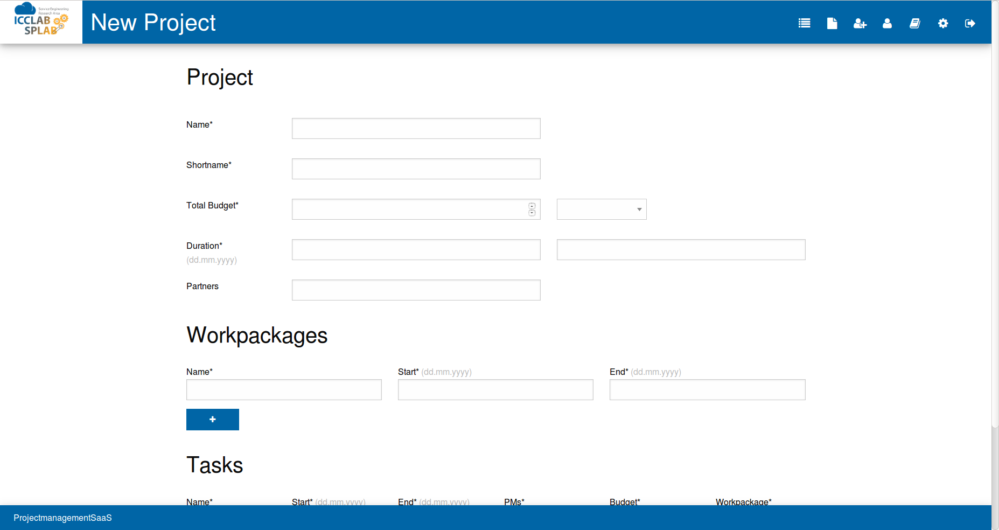 Service Engineering
Research Area
ICCLAB
SPLAB
New Project
Project
Name*
Shortname*
Total Budget*
Duration*
(dd.mm.yyyy)
Partners
Workpackages
Name* Start* (dd.mm.yyyy) End* (dd.mm.yyyy)
+
Tasks
Name* Start* (dd.mm.yyyy) End* (dd.mm.yyyy) PMs* Budget* Workpackage*
ProjectmanagementSaaS